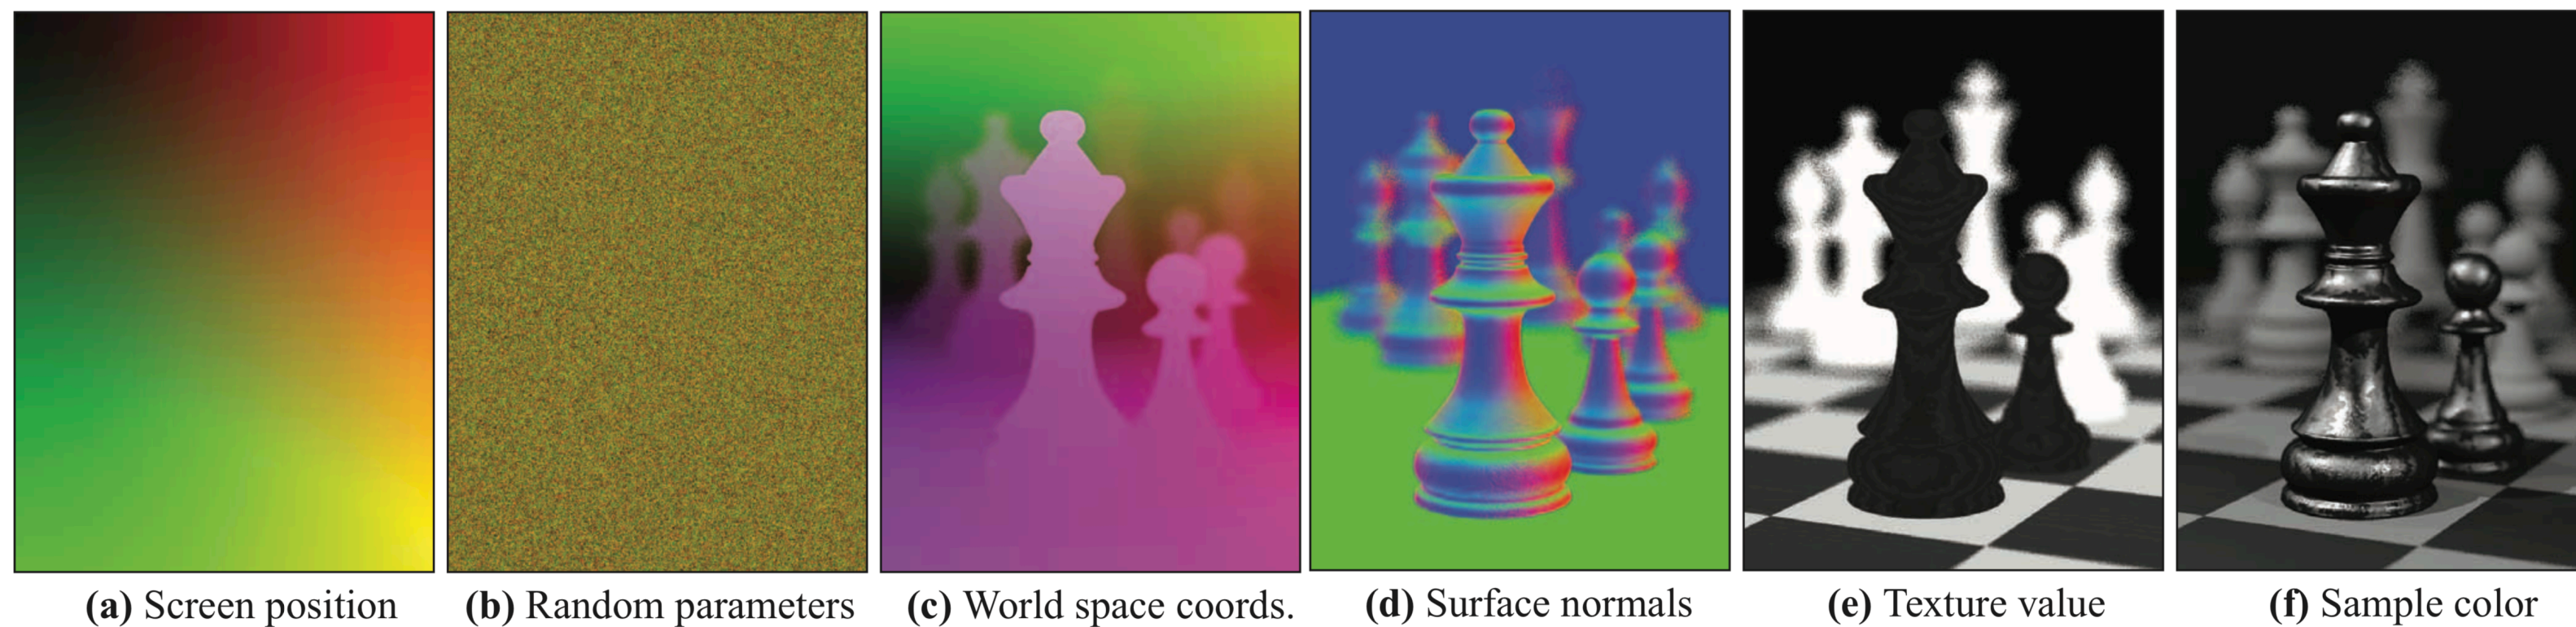 (a) Screen position
(b) Random parameters
(c) World space coords.
(d) Surface normals
(e) Texture value
(f) Sample color